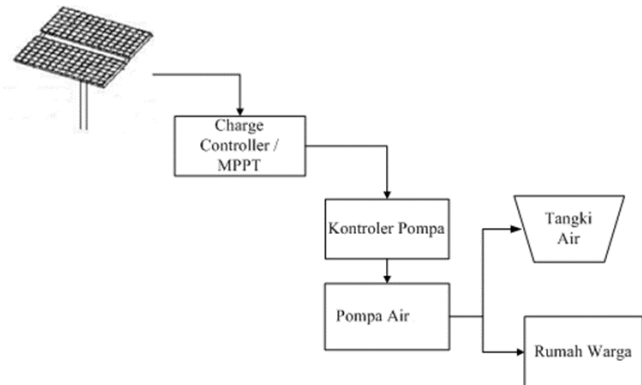 Charge
Controller /
MPPT
Kontroler Pompa
Tangki
Air
Pompa Air
Rumah Warga